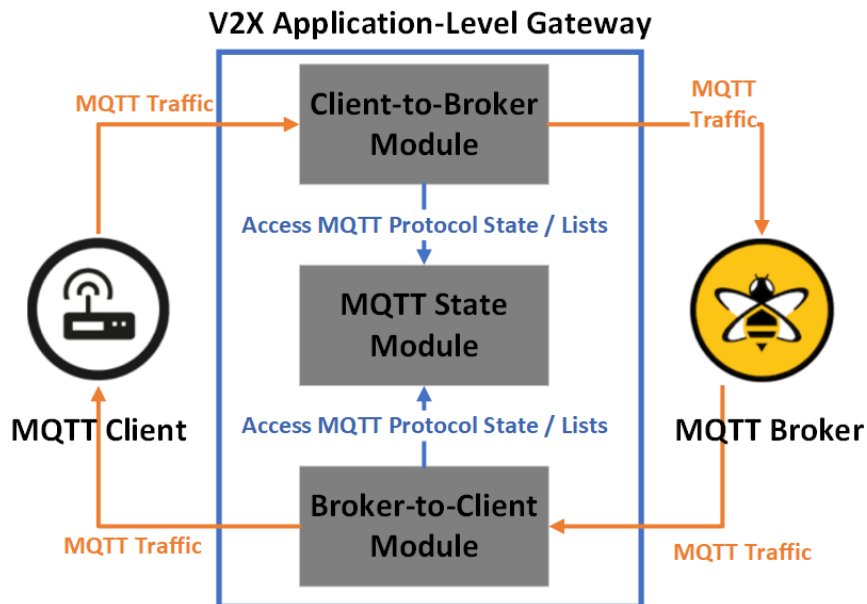 V2X Application-Level Gateway
MQTT Traffic
Client-to-Broker
Module
MQTT
Traffic
Access MQTT Protocol State / Lists
MQTT State
Module
MQTT Client
Access MQTT Protocol State / Lists
MQTT Broker
Broker-to-Client
Module
MQTT Traffic
MQTT Traffic